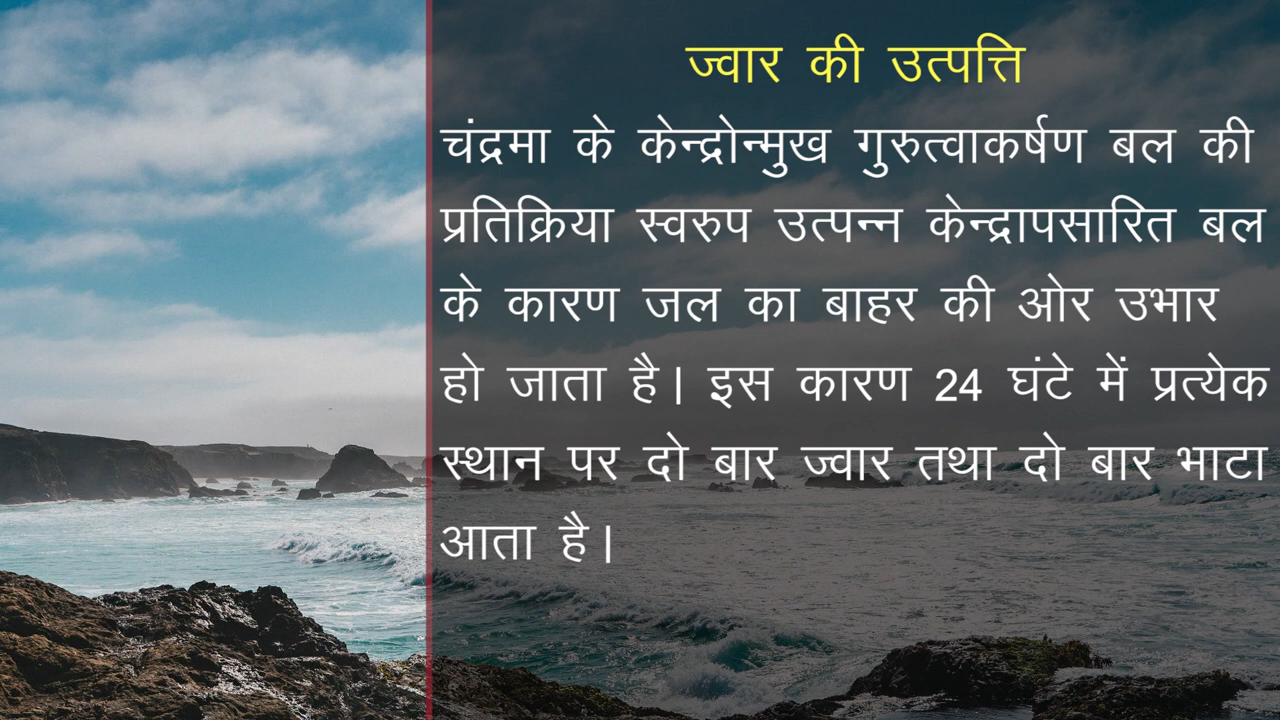 ज्वार की उत्पत्ति
चंद्रमा के केन्द्रोन्मुख गुरुत्वाकर्षण बल की
प्रतिक्रिया स्वरुप उत्पन्न केन्द्रापसारित बल
के कारण जल का बाहर की ओर उभार
हो जाता है। इस कारण 24 घंटे में प्रत्येक
स्थान पर दो बार ज्वार तथा दो बार भाटा
आता है।